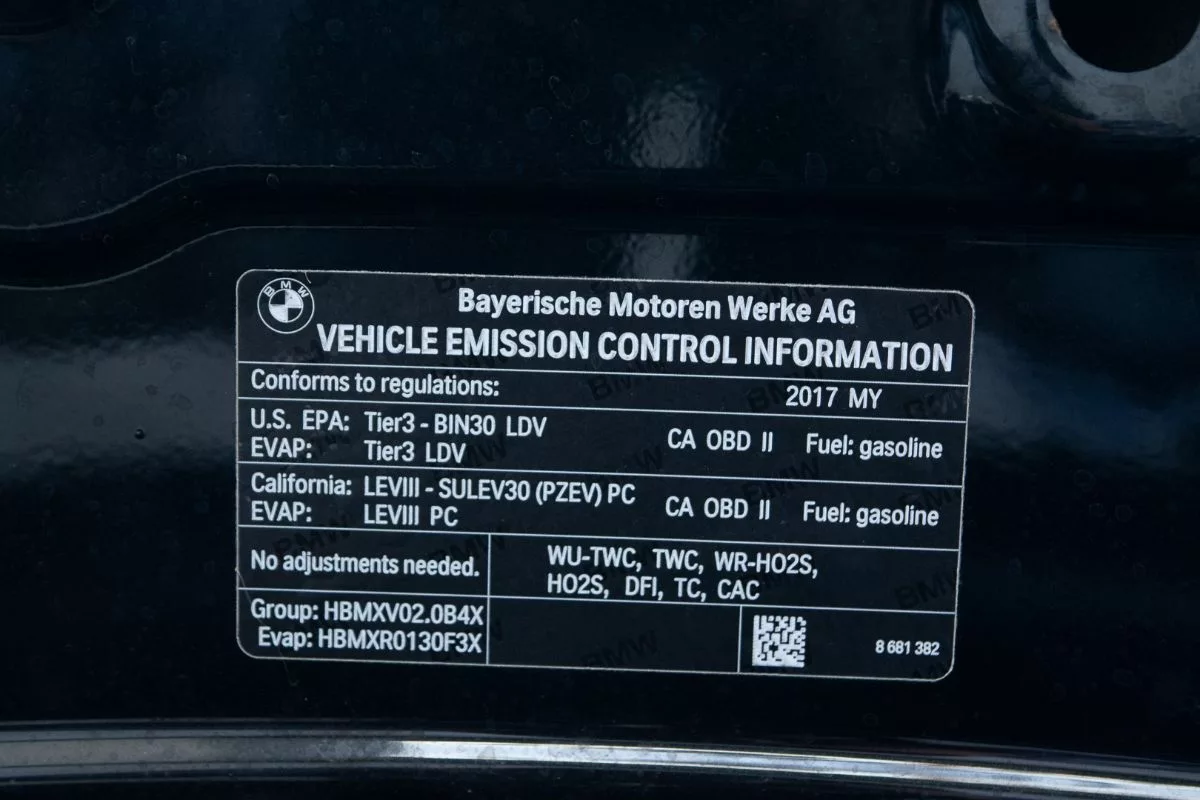 BMW
Bayerische Motoren Werke AG
VEHICLE EMISSION CONTROL INFORMATION
Conforms to regulations: 2017 MY
U.S. EPA: Tier3 - BIN30 LDV
EVAP: Tier3 LDV
CA OBD II Fuel: gasoline
California: LEVIII - SULEV30 (PZEV) PC
EVAP: LEVIII PC
CA OBD II Fuel: gasoline
No adjustments needed.
WU-TWC, TWC, WR-HO2S,
HO2S, DFI, TC, CAC
Group: HBMXV02.0B4X
Evap: HBMXR0130F3X
8 681 382